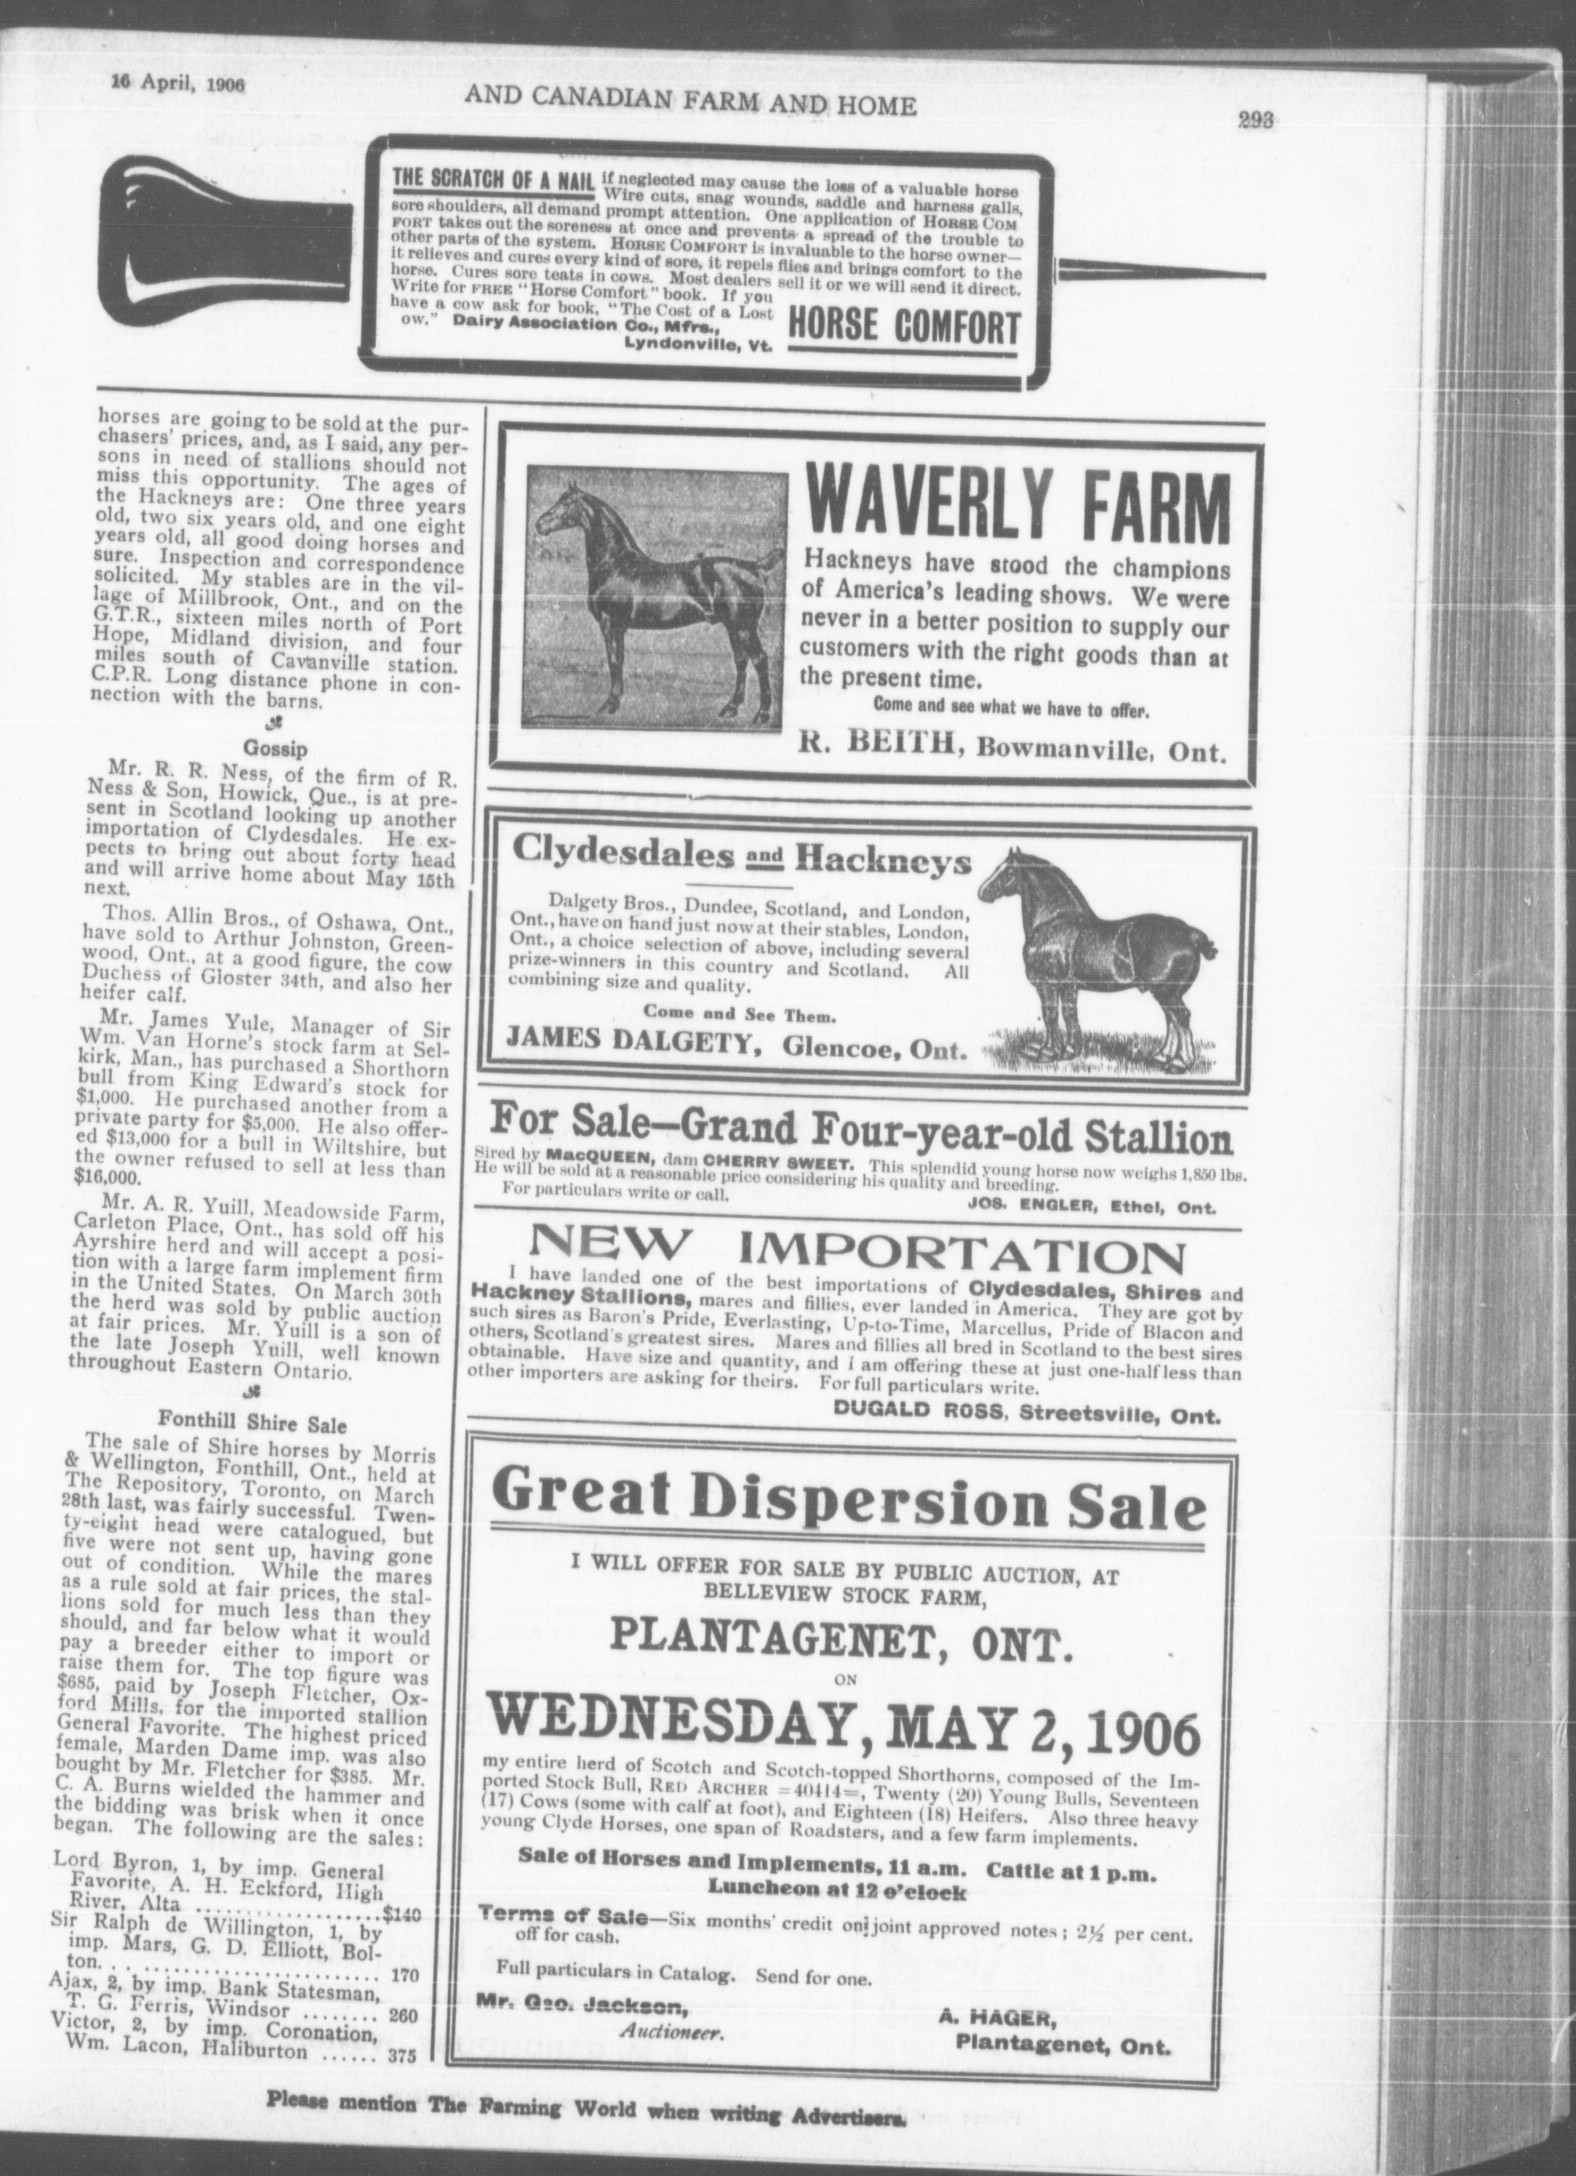 16 April, 1906
AND CANADIAN FARM AND HOME
293
THE SCRATCH OF A NAIL if neglected may cause the loss of a valuable horse
Wire cuts, snag wounds, saddle and harness galls,
sore shoulders, all demand prompt attention. One application of HORSE COM
FORT takes out the soreness at once and prevents a spread of the trouble to
other parts of the system. HORSE COMFORT is invaluable to the horse owner—
it relieves and cures every kind of sore, it repels flies and brings comfort to the
horse. Cures sore teats in cows. Most dealers sell it or we will send it direct.
Write for FREE "Horse Comfort" book. If you
have a cow ask for book, "The Cost of a Lost
ow." Dairy Association Co., Mfrs.,
Lyndonville, Vt.
HORSE COMFORT
horses are going to be sold at the pur-
chasers' prices, and, as I said, any per-
sons in need of stallions should not
miss this opportunity. The ages of
the Hackneys are: One three years
old, two six years old, and one eight
years old, all good doing horses and
sure. Inspection and correspondence
solicited. My stables are in the vil-
lage of Millbrook, Ont., and on the
G.T.R., sixteen miles north of Port
Hope, Midland division, and four
miles south of Cavanville station.
C.P.R. Long distance phone in con-
nection with the barns.
Gossip
Mr. R. R. Ness, of the firm of R.
Ness & Son, Howick, Que., is at pre-
sent in Scotland looking up another
importation of Clydesdales. He ex-
pects to bring out about forty head
and will arrive home about May 15th
next.
Thos. Allin Bros., of Oshawa, Ont.,
have sold to Arthur Johnston, Green-
wood, Ont., at a good figure, the cow
Duchess of Gloster 34th, and also her
heifer calf.
Mr. James Yule, Manager of Sir
Wm. Van Horne's stock farm at Sel-
kirk, Man., has purchased a Shorthorn
bull from King Edward's stock for
$1,000. He purchased another from a
private party for $5,000. He also offer-
ed $13,000 for a bull in Wiltshire, but
the owner refused to sell at less than
$16,000.
Mr. A. R. Yuill, Meadowside Farm,
Carleton Place, Ont., has sold off his
Ayrshire herd and will accept a posi-
tion with a large farm implement firm
in the United States. On March 30th
the herd was sold by public auction
at fair prices. Mr. Yuill is a son of
the late Joseph Yuill, well known
throughout Eastern Ontario.
Fonthill Shire Sale
The sale of Shire horses by Morris
& Wellington, Fonthill, Ont., held at
The Repository, Toronto, on March
28th last, was fairly successful. Twen-
ty-eight head were catalogued, but
five were not sent up, having gone
out of condition. While the mares
as a rule sold at fair prices, the stal-
lions sold for much less than they
should, and far below what it would
pay a breeder either to import or
raise them for. The top figure was
$685, paid by Joseph Fletcher, Ox-
ford Mills, for the imported stallion
General Favorite. The highest priced
female, Marden Dame imp. was also
bought by Mr. Fletcher for $385. Mr.
C. A. Burns wielded the hammer and
the bidding was brisk when it once
began. The following are the sales:
Lord Byron, 1, by imp. General
Favorite, A. H. Eckford, High
River, Alta ..................$140
Sir Ralph de Willington, 1, by
imp. Mars, G. D. Elliott, Bol-
ton. . . ........................ 170
Ajax, 2, by imp. Bank Statesman,
T. G. Ferris, Windsor ........ 260
Victor, 2, by imp. Coronation,
Wm. Lacon, Haliburton ...... 375
WAVERLY FARM
Hackneys have stood the champions
of America's leading shows. We were
never in a better position to supply our
customers with the right goods than at
the present time.
Come and see what we have to offer.
R. BEITH, Bowmanville, Ont.
Clydesdales and Hackneys
Dalgety Bros., Dundee, Scotland, and London,
Ont., have on hand just now at their stables, London,
Ont., a choice selection of above, including several
prize-winners in this country and Scotland. All
combining size and quality.
Come and See Them.
JAMES DALGETY, Glencoe, Ont.
For Sale—Grand Four-year-old Stallion
Sired by MacQUEEN, dam CHERRY SWEET. This splendid young horse now weighs 1,850 lbs.
He will be sold at a reasonable price considering his quality and breeding.
For particulars write or call.
JOS. ENGLER, Ethel, Ont.
NEW IMPORTATION
I have landed one of the best importations of Clydesdales, Shires and
Hackney Stallions, mares and fillies, ever landed in America. They are got by
such sires as Baron's Pride, Everlasting, Up-to-Time, Marcellus, Pride of Blacon and
others, Scotland's greatest sires. Mares and fillies all bred in Scotland to the best sires
obtainable. Have size and quantity, and I am offering these at just one-half less than
other importers are asking for theirs. For full particulars write.
DUGALD ROSS, Streetsville, Ont.
Great Dispersion Sale
I WILL OFFER FOR SALE BY PUBLIC AUCTION, AT
BELLEVIEW STOCK FARM,
PLANTAGENET, ONT.
ON
WEDNESDAY, MAY 2, 1906
my entire herd of Scotch and Scotch-topped Shorthorns, composed of the Im-
ported Stock Bull, RED ARCHER =40414=, Twenty (20) Young Bulls, Seventeen
(17) Cows (some with calf at foot), and Eighteen (18) Heifers. Also three heavy
young Clyde Horses, one span of Roadsters, and a few farm implements.
Sale of Horses and Implements, 11 a.m. Cattle at 1 p.m.
Luncheon at 12 o'clock
Terms of Sale—Six months' credit on joint approved notes; 2½ per cent.
off for cash.
Full particulars in Catalog. Send for one.
Mr. Geo. Jackson,
Auctioneer.
A. HAGER,
Plantagenet, Ont.
Please mention The Farming World when writing Advertisers.